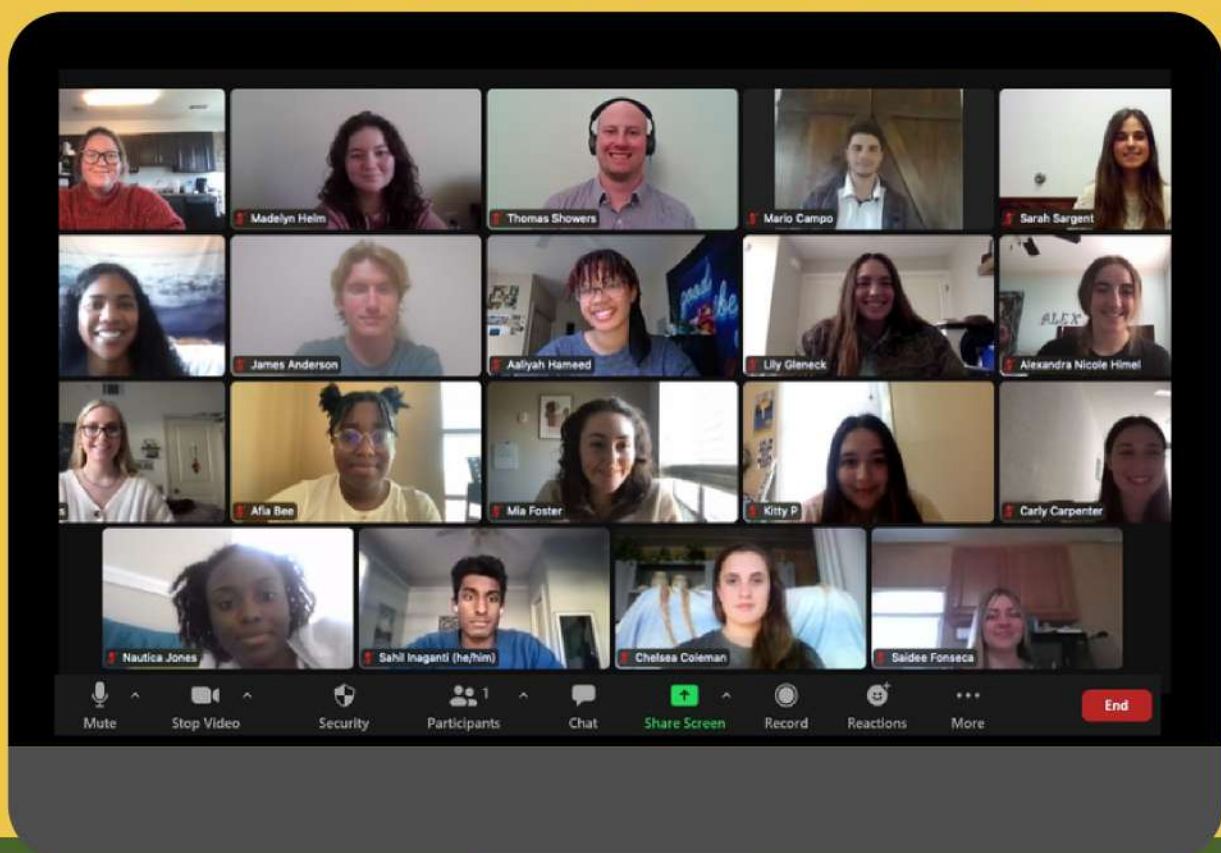 Madelyn Helm
Thomas Showers
Mario Campo
Sarah Sargent
James Anderson
Aaliyah Hameed
good
Lily Gleneck
ALEX
Alexandra Nicole Himel
s
Afia Bee
Mia Foster
Kitty P
Carly Carpenter
Nautica Jones
Sahil Inaganti (he/him)
Chelsea Coleman
Saidee Fonseca
1
Mute
Stop Video
Security
Participants
Chat
Share Screen
Record
Reactions
More
End